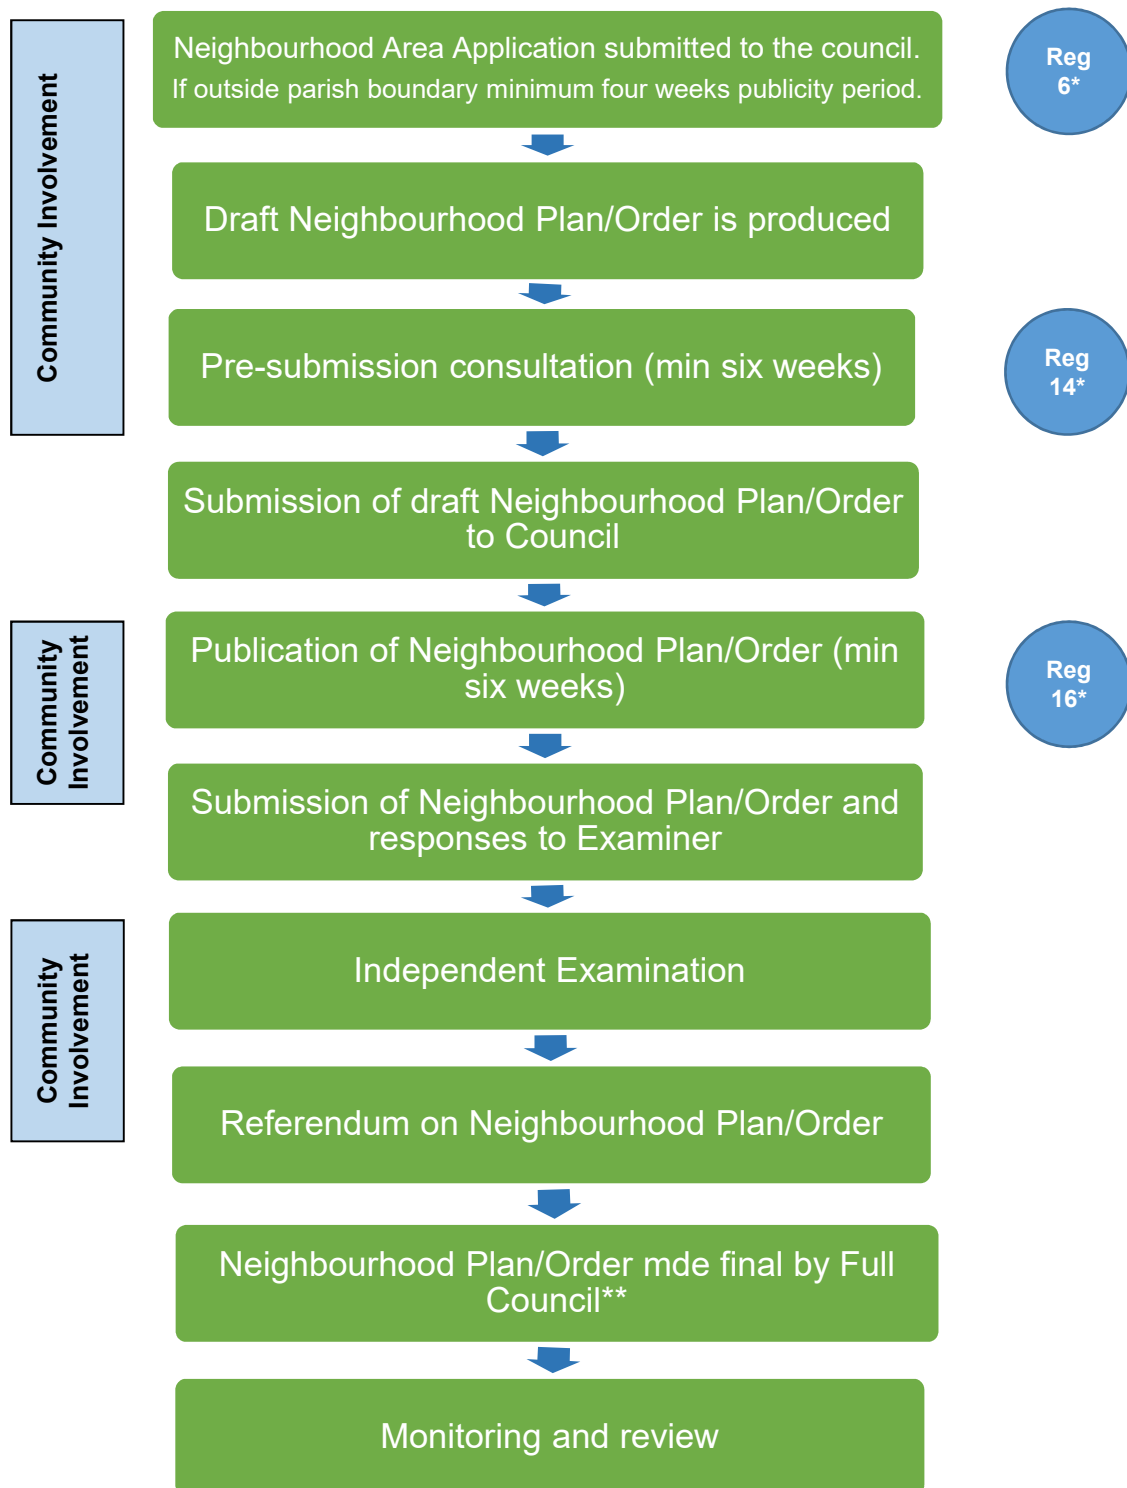 Community Involvement
Neighbourhood Area Application submitted to the council.
If outside parish boundary minimum four weeks publicity period.
Reg
6*
Draft Neighbourhood Plan/Order is produced
Pre-submission consultation (min six weeks)
Reg
14*
Submission of draft Neighbourhood Plan/Order
to Council
Community
Involvement
Publication of Neighbourhood Plan/Order (min
six weeks)
Reg
16*
Submission of Neighbourhood Plan/Order and
responses to Examiner
Community
Involvement
Independent Examination
Referendum on Neighbourhood Plan/Order
Neighbourhood Plan/Order mde final by Full
Council**
Monitoring and review